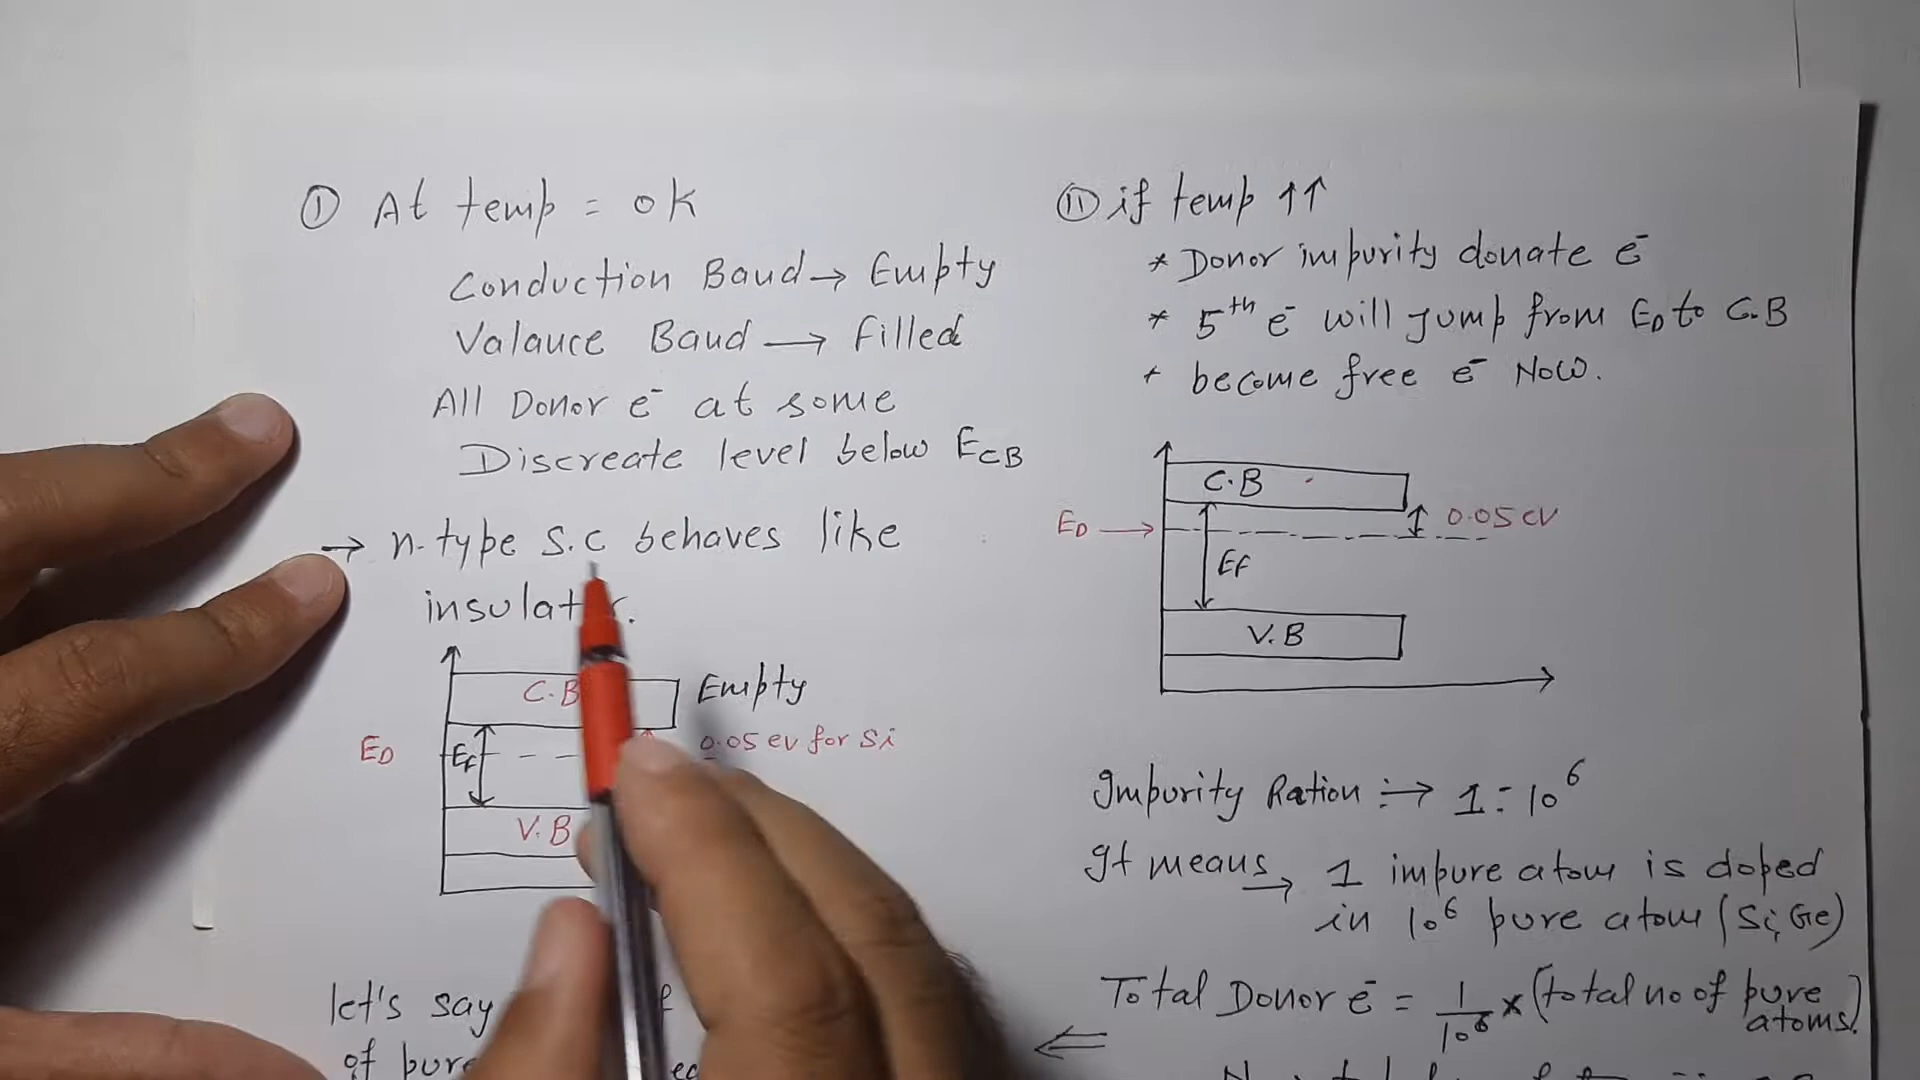 ① At temp = 0K
Conduction Band → Empty
Valance Band → filled
All Donor e⁻ at some
Discreate level below E_CB
→ n-type S.C behaves like
insulator.
C.B Empty
E_D E_f 0.05 ev for Si
V.B
let's say
of pure
⑪ if temp ↑↑
* Donor impurity donate e⁻
* 5th e⁻ will jump from E_D to C.B
* become free e⁻ Now.
C.B
E_D → 0.05 eV
Ef
V.B
Impurity Ration :→ 1:10⁶
It means → 1 impure atom is doped
in 10⁶ pure atom (Si, Ge)
Total Donor e⁻ = 1/10⁶ × (total no of pure
atoms)